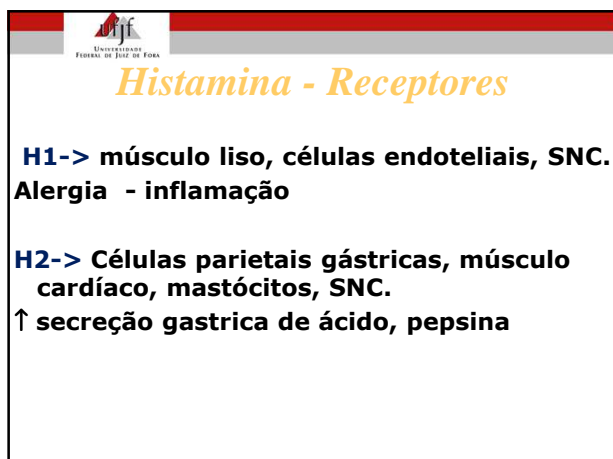 ufjf
UNIVERSIDADE
FEDERAL DE JUIZ DE FORA
Histamina - Receptores
H1-> músculo liso, células endoteliais, SNC.
Alergia - inflamação
H2-> Células parietais gástricas, músculo
cardíaco, mastócitos, SNC.
↑ secreção gastrica de ácido, pepsina